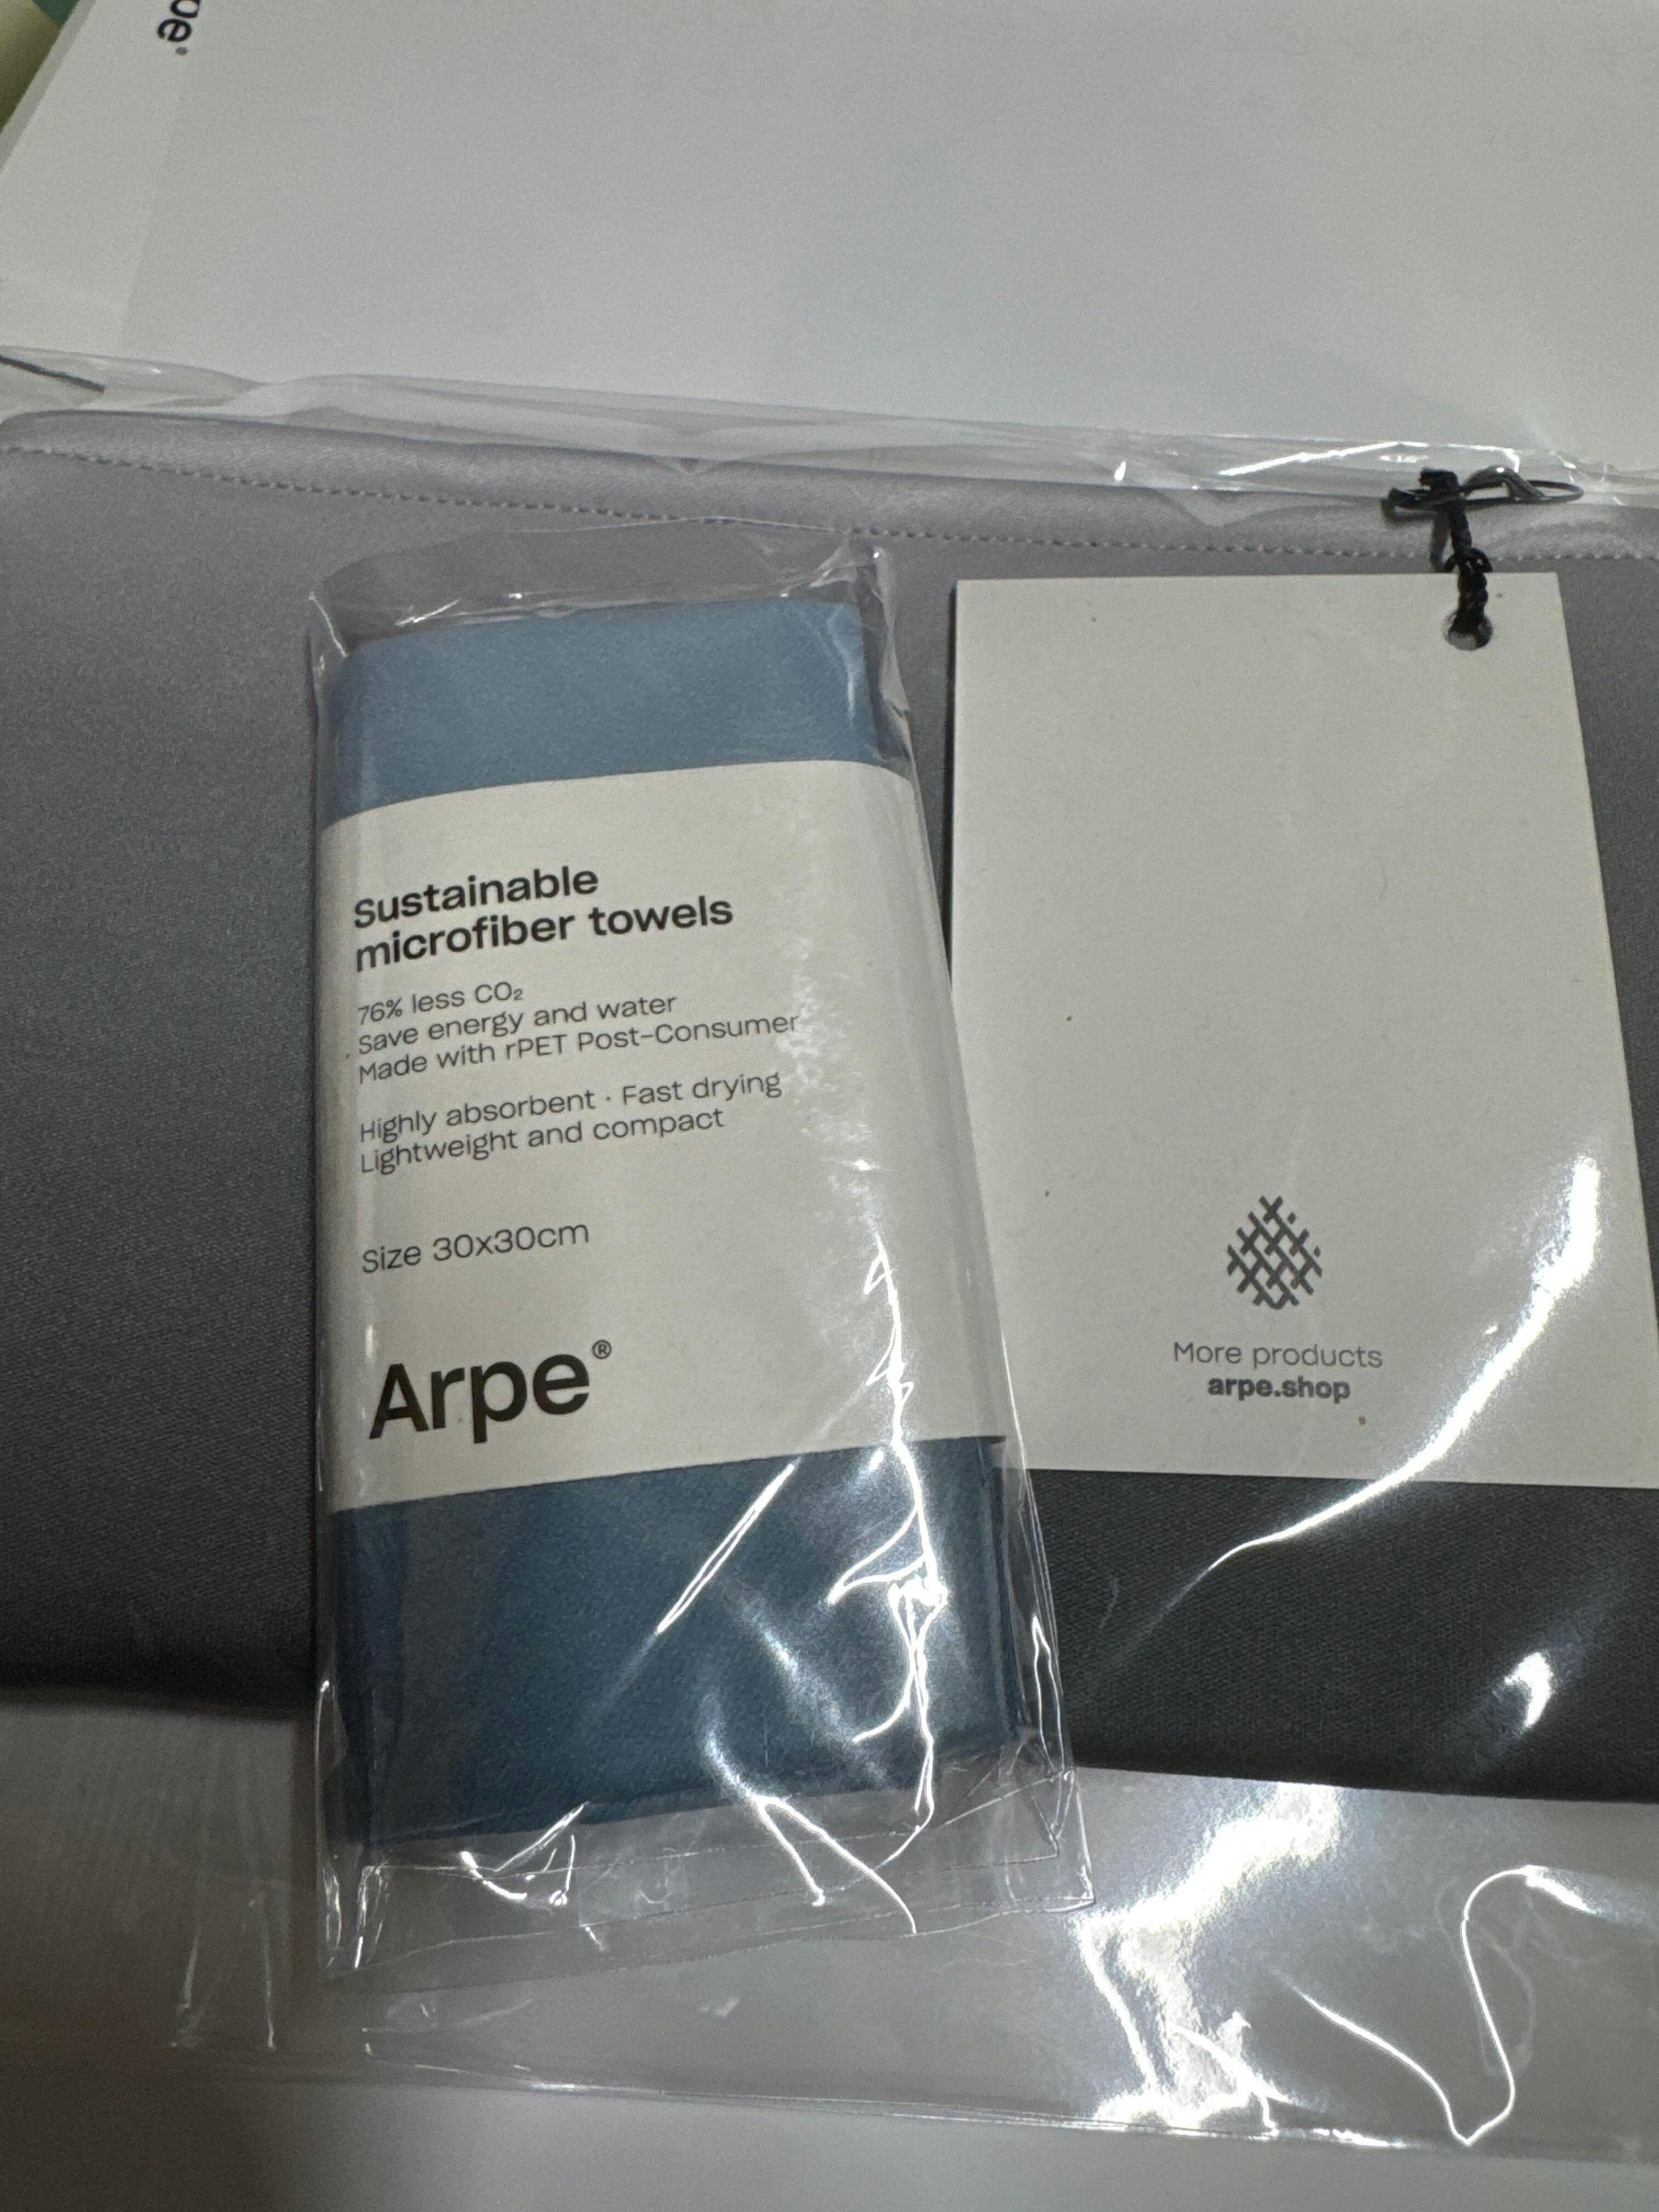 Sustainable
microfiber towels
76% less CO₂
Save energy and water
Made with rPET Post-Consumer
Highly absorbent · Fast drying
Lightweight and compact
Size 30x30cm
Arpe®
More products
arpe.shop